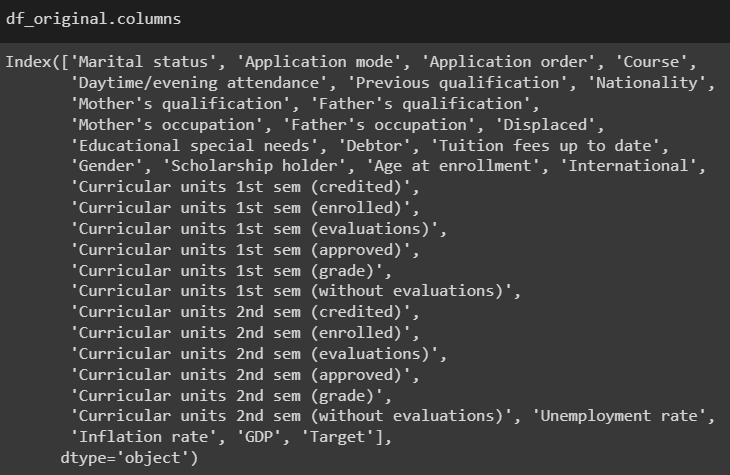 df_original.columns
Index(['Marital status', 'Application mode', 'Application order', 'Course',
'Daytime/evening attendance', 'Previous qualification', 'Nationality',
'Mother's qualification', 'Father's qualification',
'Mother's occupation', 'Father's occupation', 'Displaced',
'Educational special needs', 'Debtor', 'Tuition fees up to date',
'Gender', 'Scholarship holder', 'Age at enrollment', 'International',
'Curricular units 1st sem (credited)',
'Curricular units 1st sem (enrolled)',
'Curricular units 1st sem (evaluations)',
'Curricular units 1st sem (approved)',
'Curricular units 1st sem (grade)',
'Curricular units 1st sem (without evaluations)',
'Curricular units 2nd sem (credited)',
'Curricular units 2nd sem (enrolled)',
'Curricular units 2nd sem (evaluations)',
'Curricular units 2nd sem (approved)',
'Curricular units 2nd sem (grade)',
'Curricular units 2nd sem (without evaluations)', 'Unemployment rate',
'Inflation rate', 'GDP', 'Target'],
dtype='object')